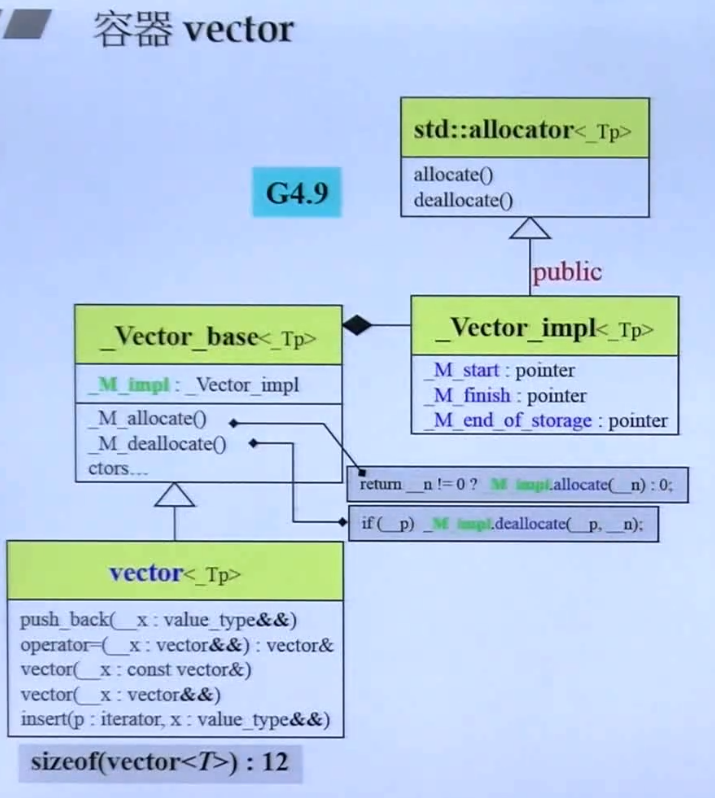 容器 vector
std::allocator<_Tp>
allocate()
deallocate()
G4.9
public
_Vector_base<_Tp>
_M_impl : _Vector_impl
_M_allocate()
_M_deallocate()
ctors...
_Vector_impl<_Tp>
_M_start : pointer
_M_finish : pointer
_M_end_of_storage : pointer
return __n != 0 ? _M_impl.allocate(__n) : 0;
if (__p) _M_impl.deallocate(__p, __n);
vector<_Tp>
push_back(__x : value_type&&)
operator=(__x : vector&&) : vector&
vector(__x : const vector&)
vector(__x : vector&&)
insert(p : iterator, x : value_type&&)
sizeof(vector<T>) : 12